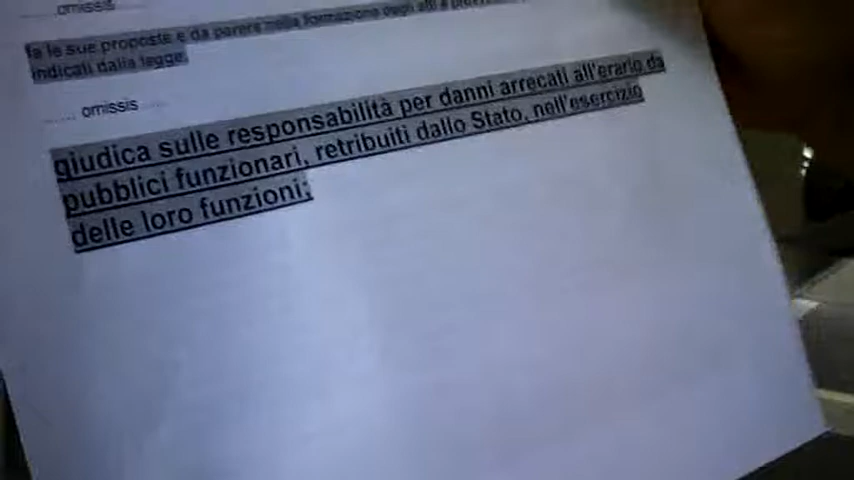 omissis
fa le sue proposte e da parere nella formazione degli atti a
indicati dalla legge.
...... omissis ......
giudica sulle responsabilità per danni arrecati all'erario da
pubblici funzionari, retribuiti dallo Stato, nell'esercizio
delle loro funzioni;